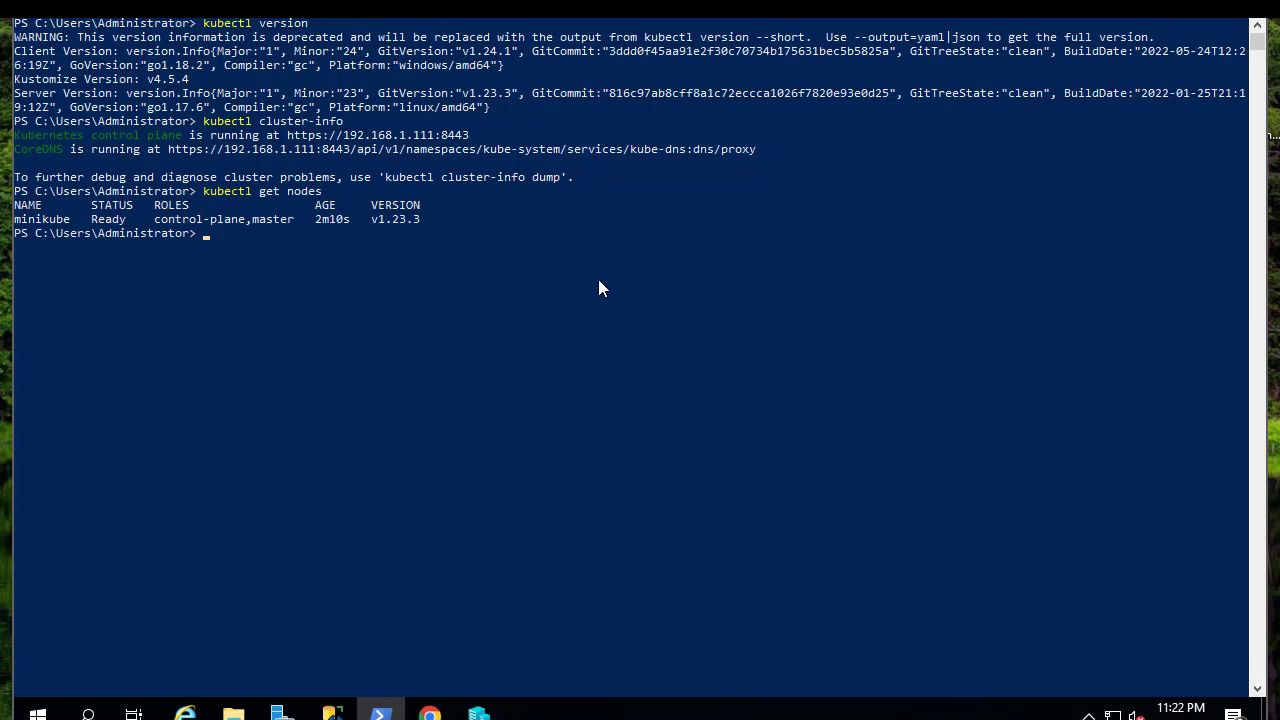 PS C:\Users\Administrator> kubectl version
WARNING: This version information is deprecated and will be replaced with the output from kubectl version --short.  Use --output=yaml|json to get the full version.
Client Version: version.Info{Major:"1", Minor:"24", GitVersion:"v1.24.1", GitCommit:"3ddd0f45aa91e2f30c70734b175631bec5b5825a", GitTreeState:"clean", BuildDate:"2022-05-24T12:2
6:19Z", GoVersion:"go1.18.2", Compiler:"gc", Platform:"windows/amd64"}
Kustomize Version: v4.5.4
Server Version: version.Info{Major:"1", Minor:"23", GitVersion:"v1.23.3", GitCommit:"816c97ab8cff8a1c72eccca1026f7820e93e0d25", GitTreeState:"clean", BuildDate:"2022-01-25T21:1
9:12Z", GoVersion:"go1.17.6", Compiler:"gc", Platform:"linux/amd64"}
PS C:\Users\Administrator> kubectl cluster-info
Kubernetes control plane is running at https://192.168.1.111:8443
CoreDNS is running at https://192.168.1.111:8443/api/v1/namespaces/kube-system/services/kube-dns:dns/proxy
To further debug and diagnose cluster problems, use 'kubectl cluster-info dump'.
PS C:\Users\Administrator> kubectl get nodes
NAME STATUS ROLES AGE VERSION
minikube Ready control-plane,master 2m10s v1.23.3
PS C:\Users\Administrator>
11:22 PM